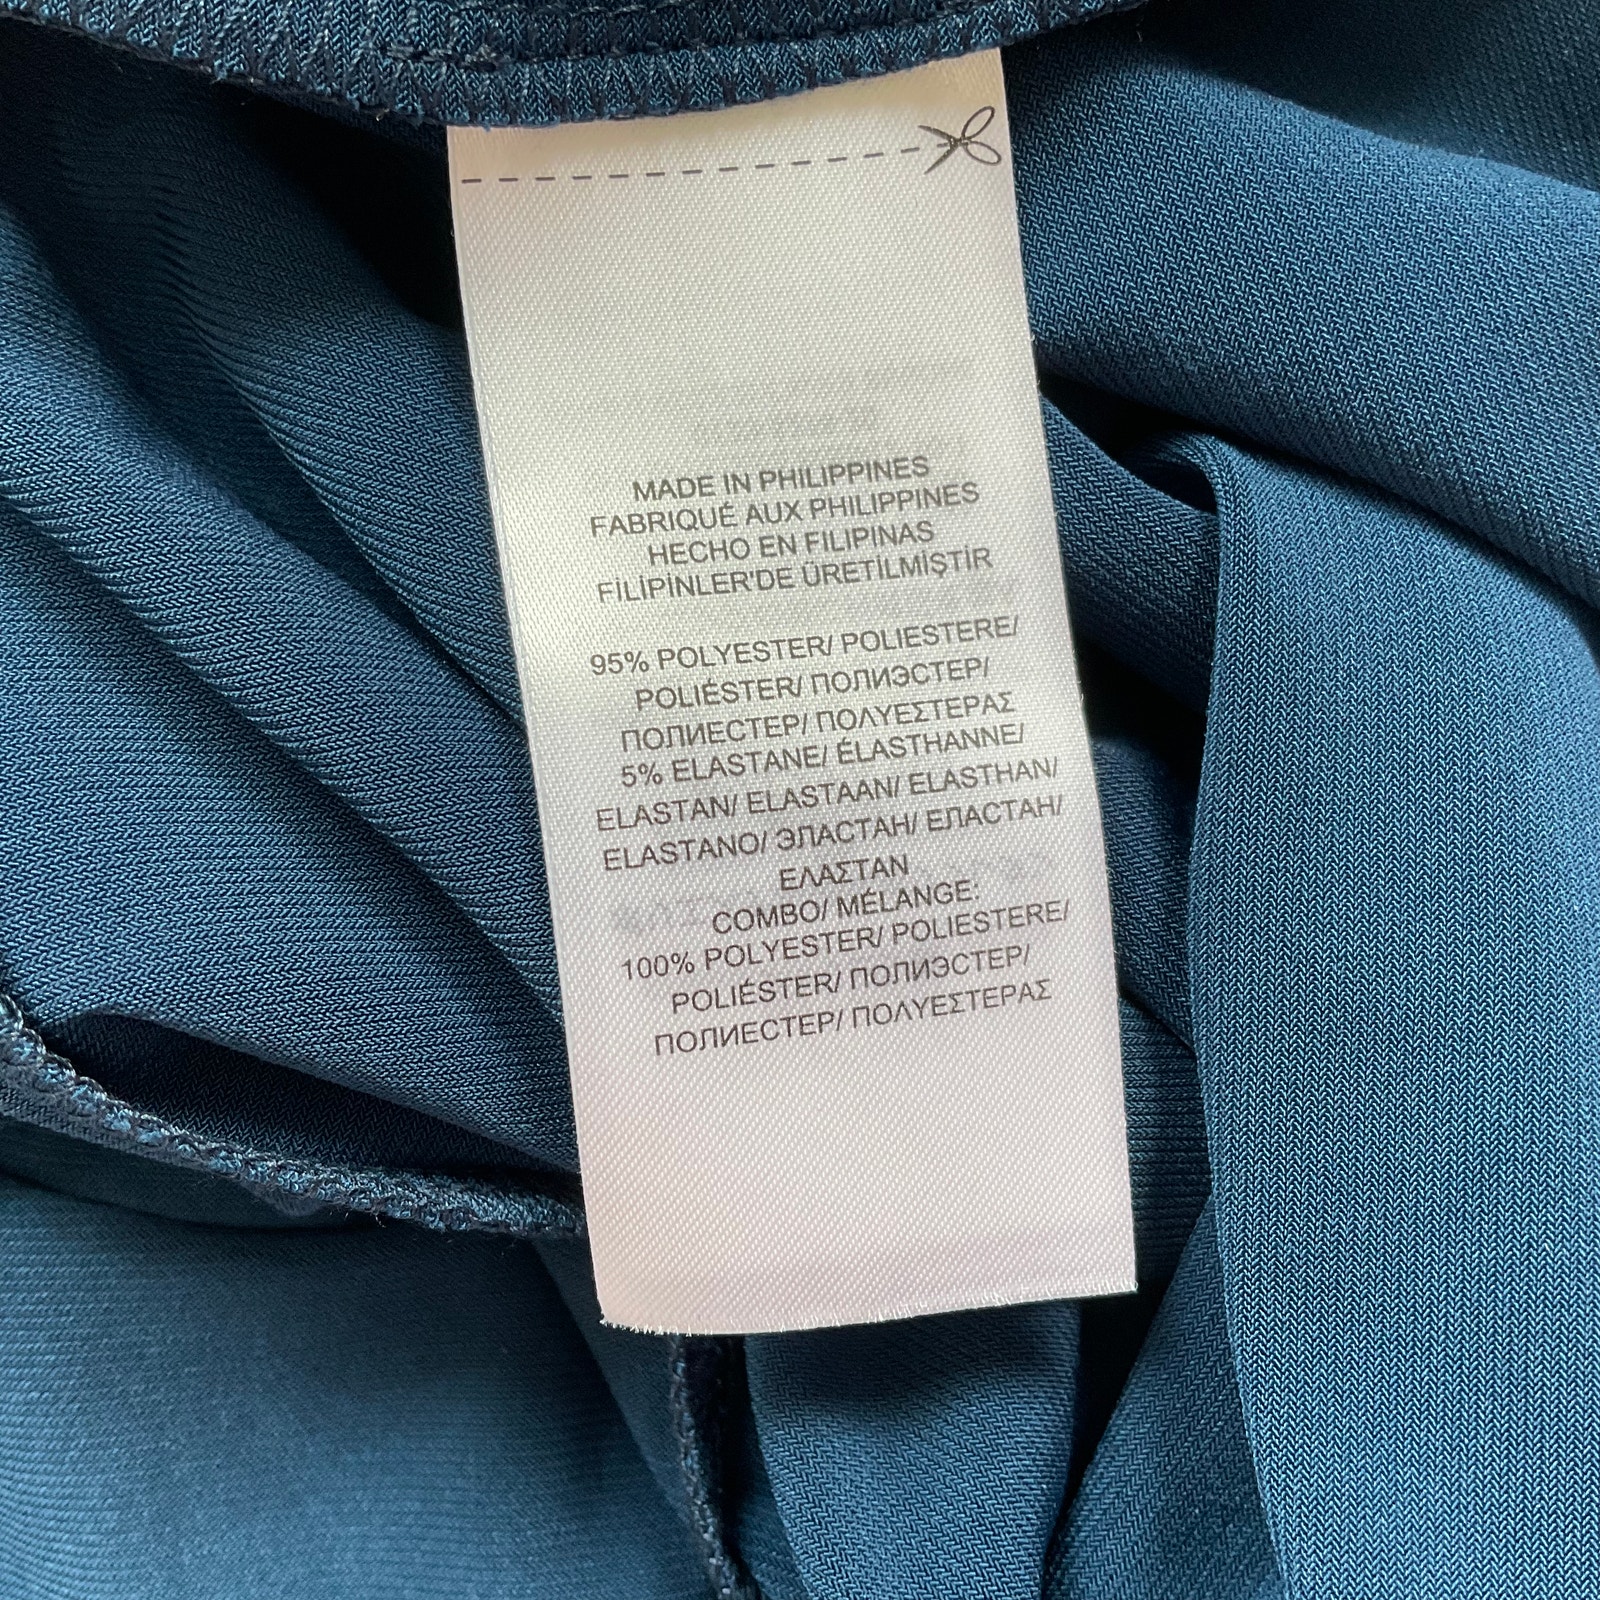 MADE IN PHILIPPINES
FABRIQUÉ AUX PHILIPPINES
HECHO EN FILIPINAS
FİLİPİNLER'DE ÜRETİLMİŞTİR
95% POLYESTER/ POLIESTERE/
POLIÉSTER/ ПОЛИЭСТЕР/
ПОЛИЕСТЕР/ ΠΟΛΥΕΣΤΕΡΑΣ
5% ELASTANE/ ÉLASTHANNE/
ELASTAN/ ELASTAAN/ ELASTHAN/
ELASTANO/ ЭЛАСТАН/ ЕЛАСТАН/
ΕΛΑΣΤΑΝ
COMBO/ MÉLANGE:
100% POLYESTER/ POLIESTERE/
POLIÉSTER/ ПОЛИЭСТЕР/
ПОЛИЕСТЕР/ ΠΟΛΥΕΣΤΕΡΑΣ